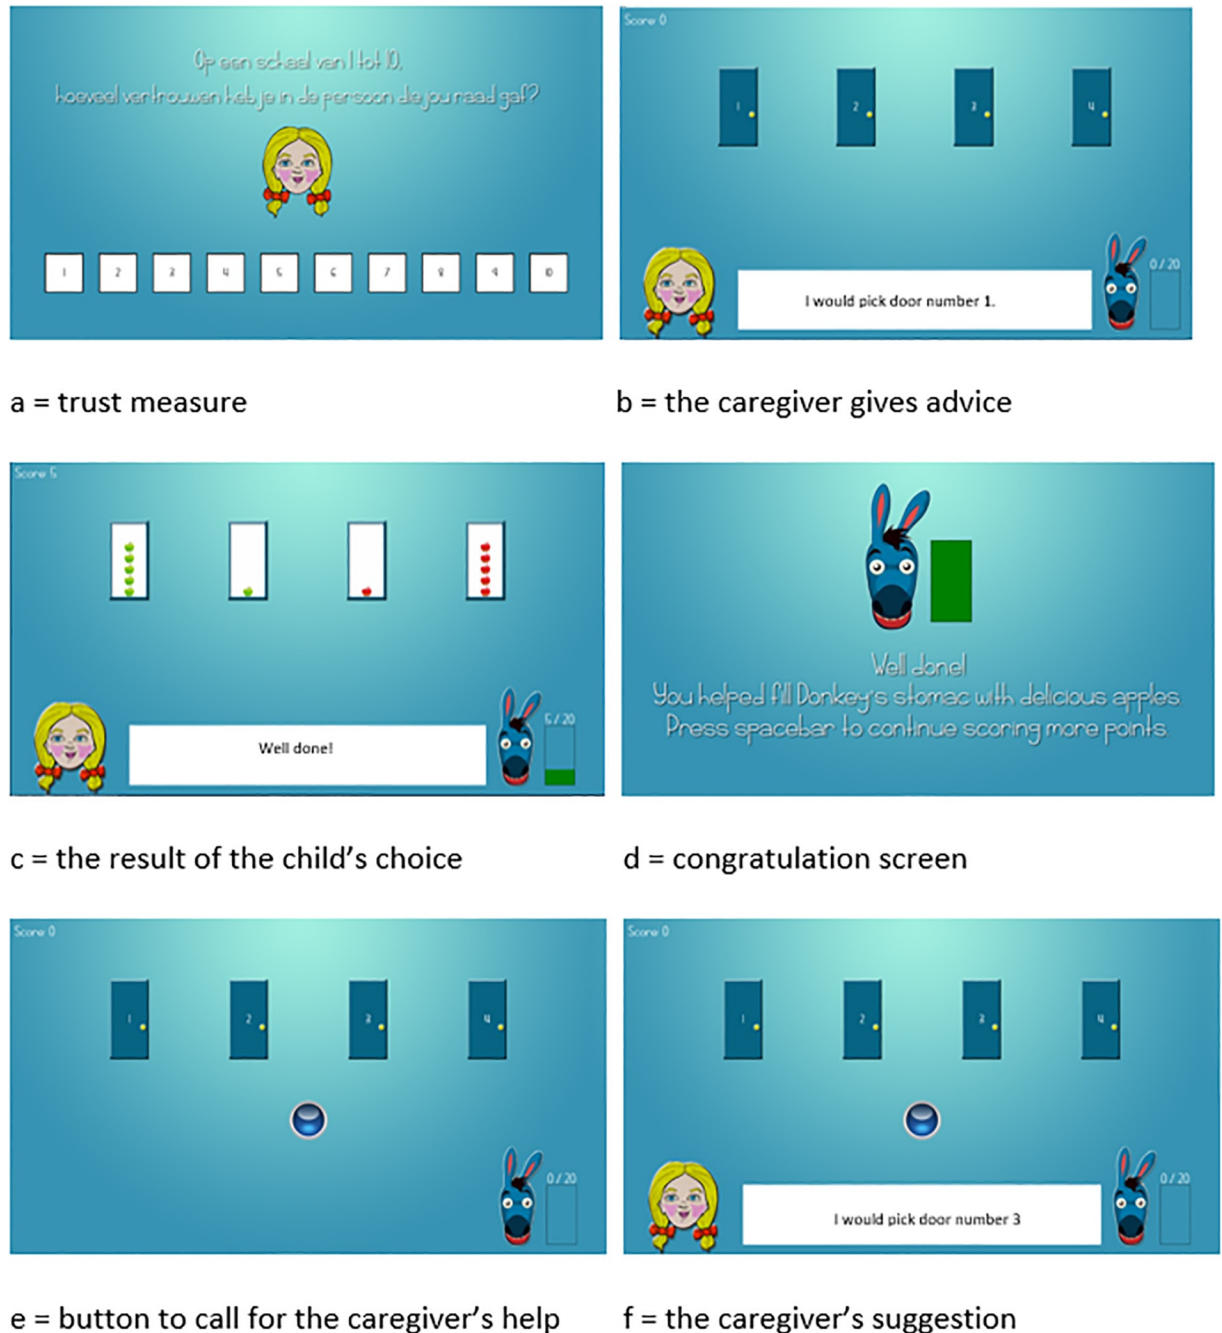 Op een schaal van 1 tot 10,
hoeveel vertrouwen heb je in de persoon die jou raad gaf?
1 2 3 4 5 6 7 8 9 10
a = trust measure
Score 0
1 2 3 4
0 / 20
I would pick door number 1.
b = the caregiver gives advice
Score 5
5 / 20
Well done!
c = the result of the child's choice
Well done!
You helped fill Donkey's stomac with delicious apples.
Press spacebar to continue scoring more points.
d = congratulation screen
Score 0
1 2 3 4
0 / 20
e = button to call for the caregiver's help
Score 0
1 2 3 4
0 / 20
I would pick door number 3
f = the caregiver's suggestion